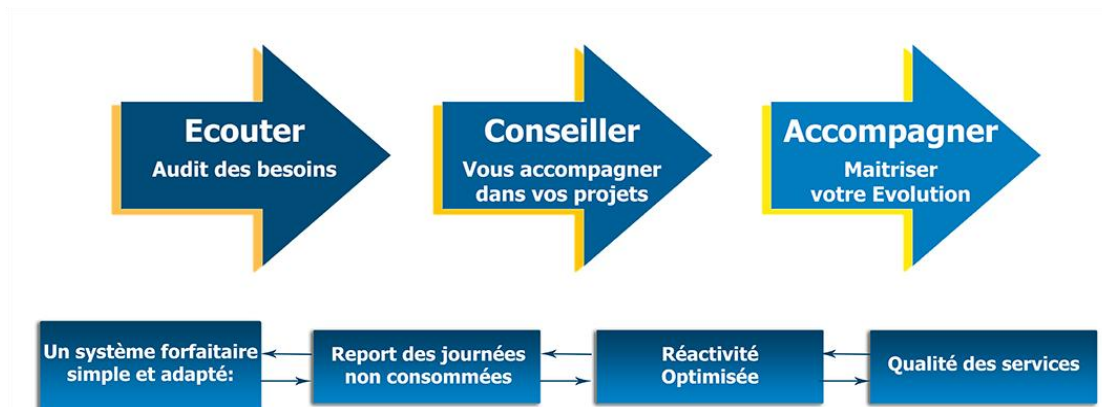 Ecouter
Audit des besoins
Conseiller
Vous accompagner
dans vos projets
Accompagner
Maitriser
votre Evolution
Un système forfaitaire
simple et adapté:
Report des journées
non consommées
Réactivité
Optimisée
Qualité des services